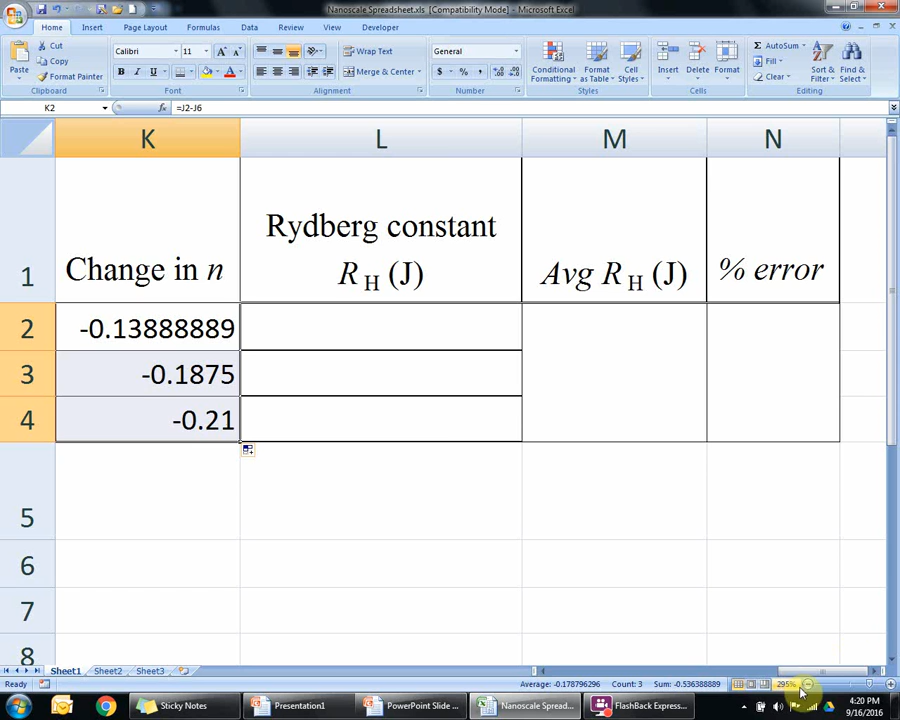 Nanoscale Spreadsheet.xls [Compatibility Mode] - Microsoft Excel
Home Insert Page Layout Formulas Data Review View Developer
Paste Cut Calibri 11 Wrap Text General Conditional Formatting Format as Table Cell Styles Insert Delete Format AutoSum Sort & Filter Find & Select
Copy Fill
Format Painter B I U Merge & Center $ % , Clear
Clipboard Font Alignment Number Styles Cells Editing
K2 fx =J2-J6
K L M N
1 Change in n Rydberg constant R H (J) Avg R H (J) % error
2 -0.13888889
3 -0.1875
4 -0.21
5
6
7
8
Sheet1 Sheet2 Sheet3
Ready Average: -0.178796296 Count: 3 Sum: -0.536388889 295%
Sticky Notes Presentation1 PowerPoint Slide ... Nanoscale Spread... FlashBack Express... 4:20 PM
9/16/2016